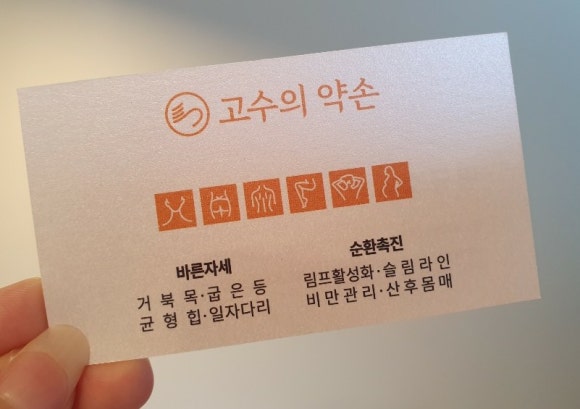 고수의 약손
바른자세
거 북 목·굽 은 등
균 형 힙·일자다리
순환촉진
림프활성화·슬 림 라 인
비 만 관 리·산 후 몸 매